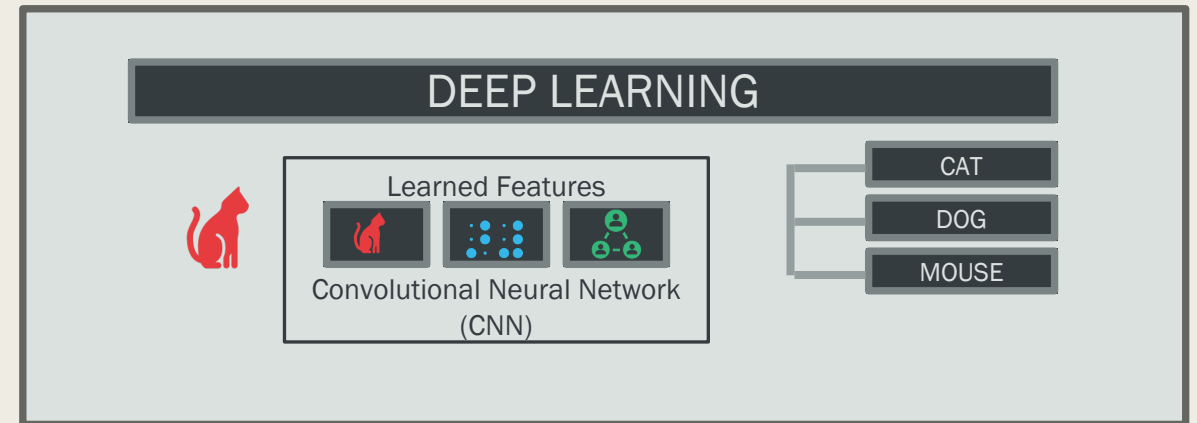 DEEP LEARNING
Learned Features
Convolutional Neural Network
(CNN)
CAT
DOG
MOUSE